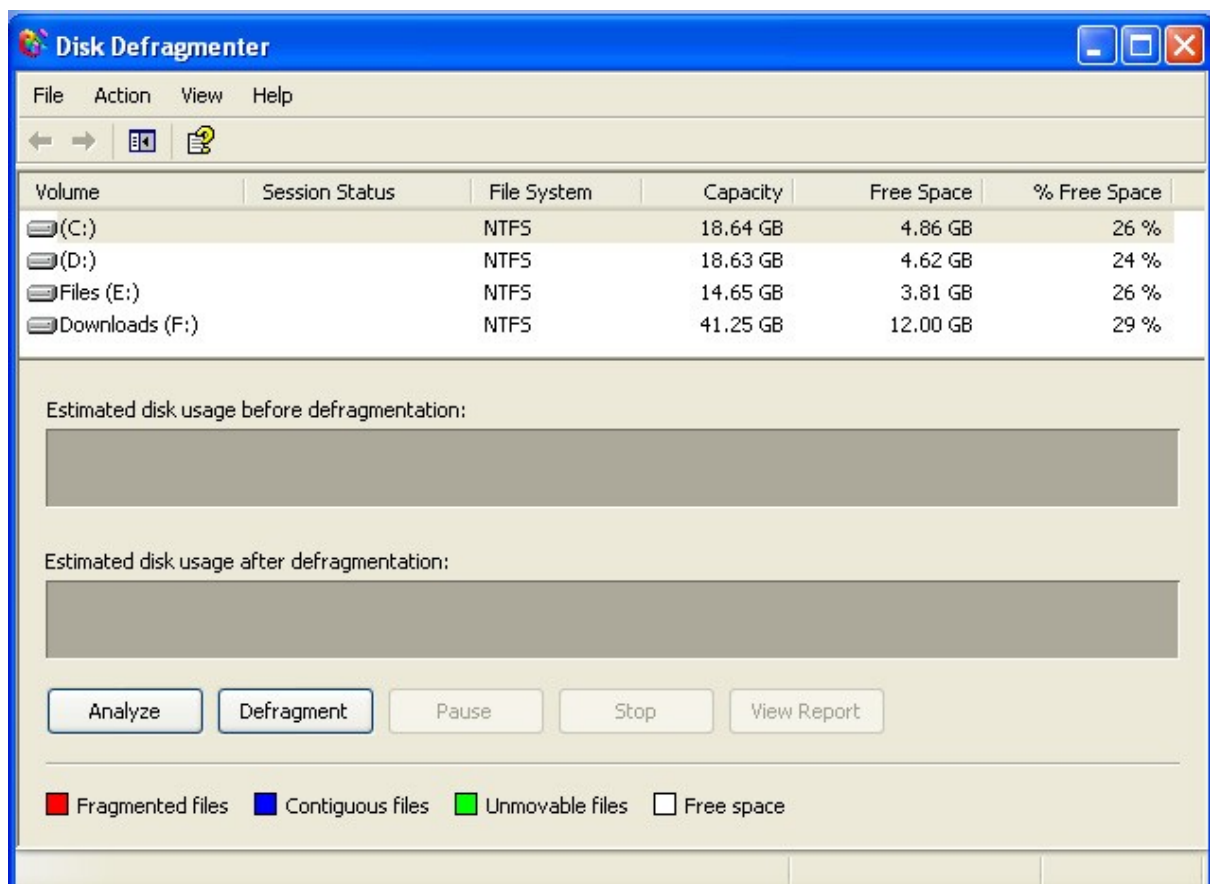 Disk Defragmenter
File Action View Help
Volume Session Status File System Capacity Free Space % Free Space
(C:) NTFS 18.64 GB 4.86 GB 26 %
(D:) NTFS 18.63 GB 4.62 GB 24 %
Files (E:) NTFS 14.65 GB 3.81 GB 26 %
Downloads (F:) NTFS 41.25 GB 12.00 GB 29 %
Estimated disk usage before defragmentation:
Estimated disk usage after defragmentation:
Analyze Defragment Pause Stop View Report
Fragmented files Contiguous files Unmovable files Free space